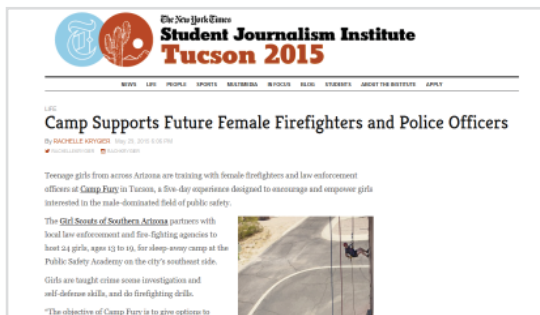 The New York Times
Student Journalism Institute
Tucson 2015
NEWS LIFE PEOPLE SPORTS MULTIMEDIA IN FOCUS BLOG STUDENTS ABOUT THE INSTITUTE APPLY
LIFE
Camp Supports Future Female Firefighters and Police Officers
By RACHELLE KRYGIER
Teenage girls from across Arizona are training with female firefighters and law enforcement
officers at Camp Fury in Tucson, a five-day experience designed to encourage and empower girls
interested in the male-dominated field of public safety.
The Girl Scouts of Southern Arizona partners with
local law enforcement and fire-fighting agencies to
host 24 girls, ages 13 to 19, for sleep-away camp at the
Public Safety Academy on the city's southeast side.
Girls are taught crime scene investigation and
self-defense skills, and do firefighting drills.
"The objective of Camp Fury is to give options to